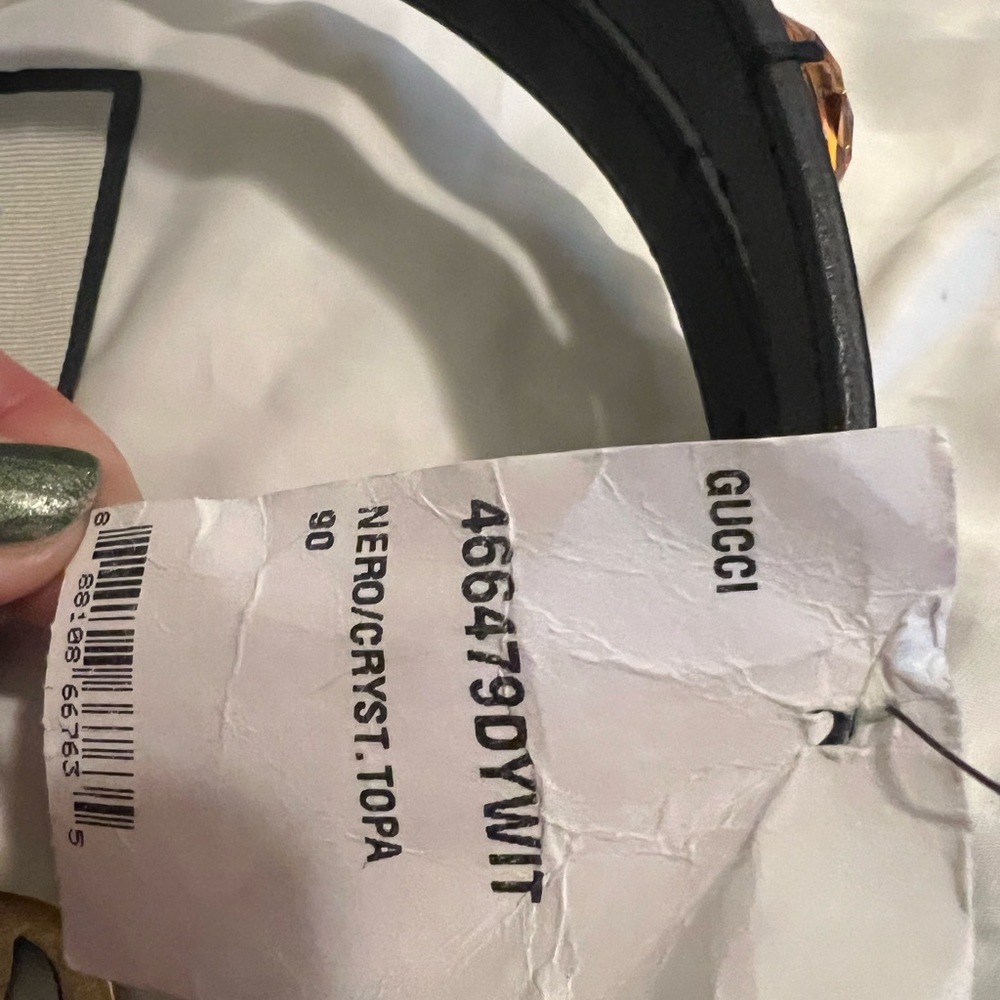 GUCCI
466479DYWIT
NERO/CRYST.TOPA
90
8 88108 66763 5